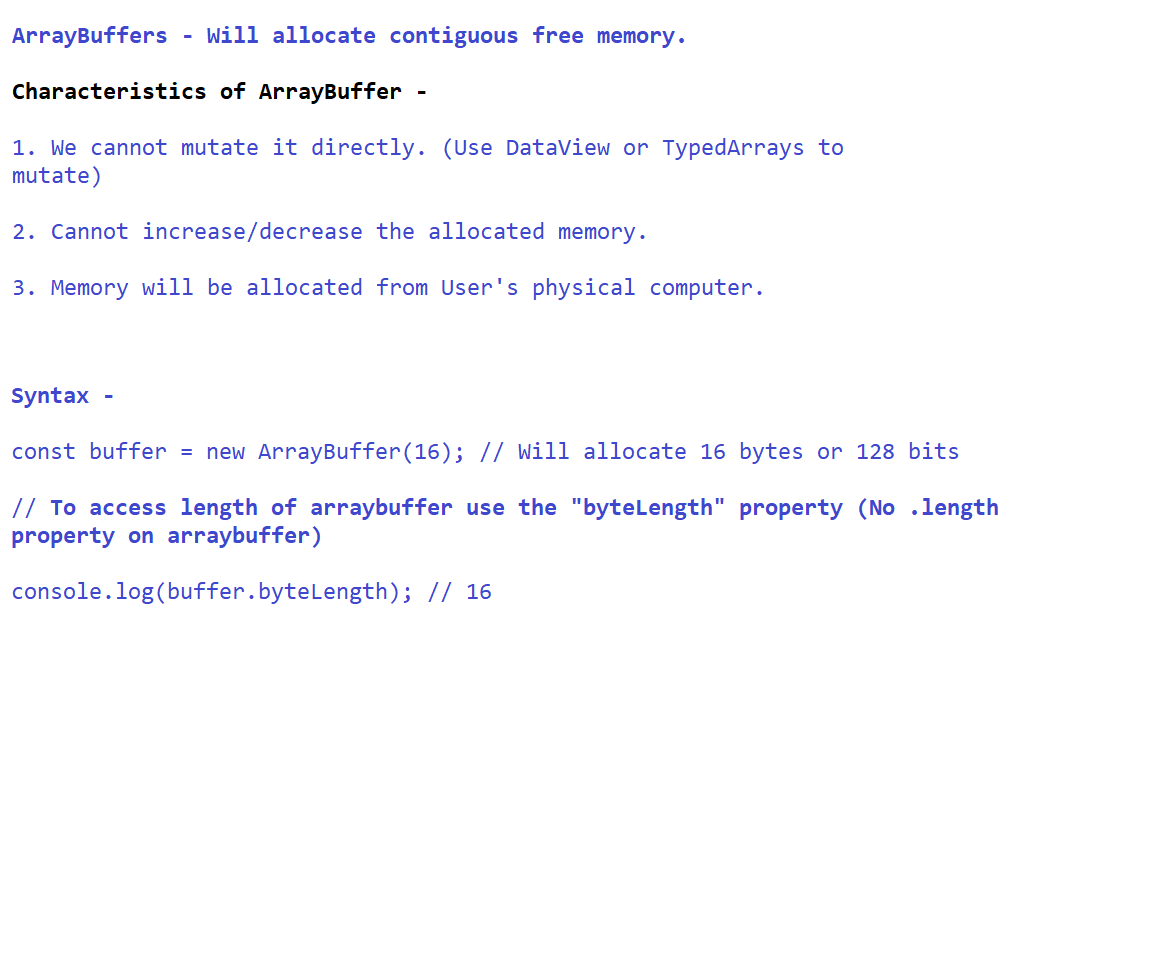 ArrayBuffers - Will allocate contiguous free memory.
Characteristics of ArrayBuffer -
1. We cannot mutate it directly. (Use DataView or TypedArrays to
mutate)
2. Cannot increase/decrease the allocated memory.
3. Memory will be allocated from User's physical computer.
Syntax -
const buffer = new ArrayBuffer(16); // Will allocate 16 bytes or 128 bits
// To access length of arraybuffer use the "byteLength" property (No .length
property on arraybuffer)
console.log(buffer.byteLength); // 16